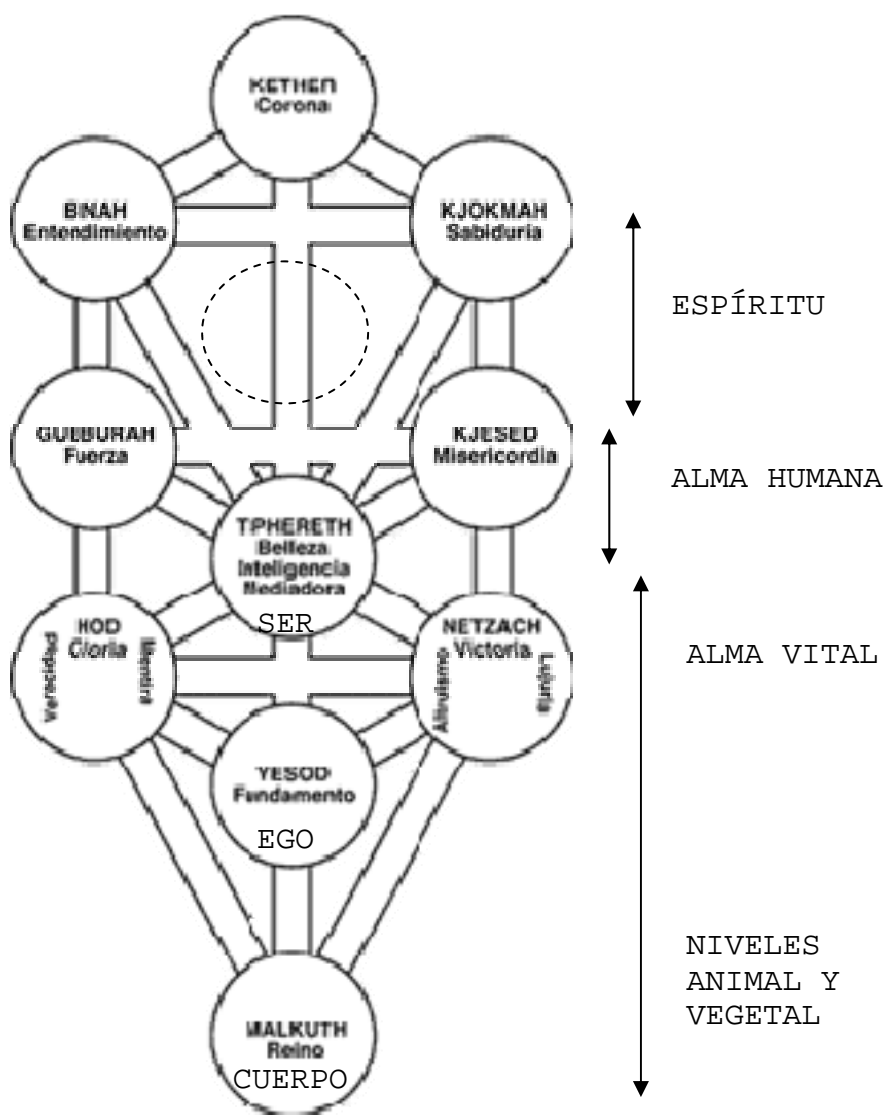 KETHER
Corona
BINAH
Entendimiento
KJOKMAH
Sabiduria
ESPÍRITU
GUEBURAH
Fuerza
KJESED
Misericordia
ALMA HUMANA
TIPHERETH
Belleza
Inteligencia
Mediadora
SER
HOD
Gloria
Veracidad
Mentira
NETZACH
Victoria
Altruismo
Lujuria
ALMA VITAL
YESOD
Fundamento
EGO
NIVELES
ANIMAL Y
VEGETAL
MALKUTH
Reino
CUERPO